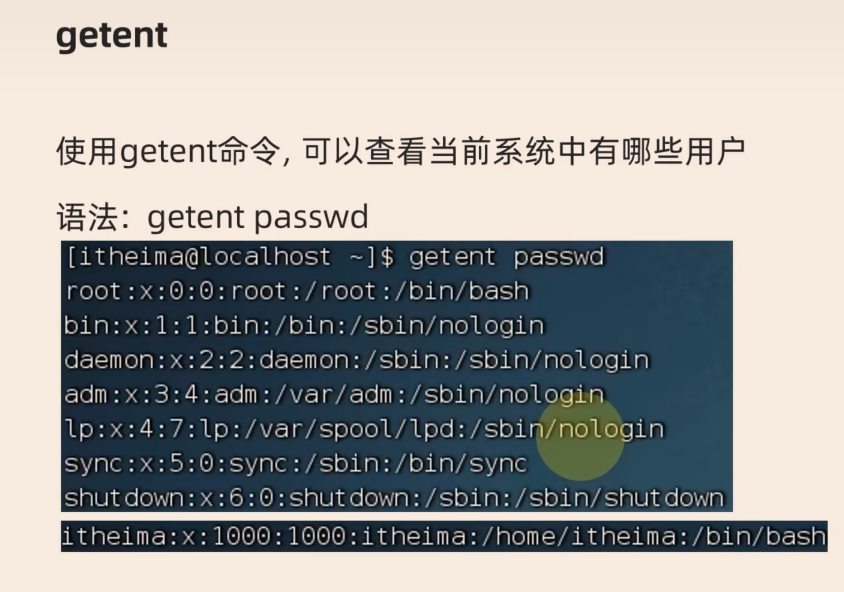 getent
使用getent命令, 可以查看当前系统中有哪些用户
语法：getent passwd
[itheima@localhost ~]$ getent passwd
root:x:0:0:root:/root:/bin/bash
bin:x:1:1:bin:/bin:/sbin/nologin
daemon:x:2:2:daemon:/sbin:/sbin/nologin
adm:x:3:4:adm:/var/adm:/sbin/nologin
lp:x:4:7:lp:/var/spool/lpd:/sbin/nologin
sync:x:5:0:sync:/sbin:/bin/sync
shutdown:x:6:0:shutdown:/sbin:/sbin/shutdown
itheima:x:1000:1000:itheima:/home/itheima:/bin/bash